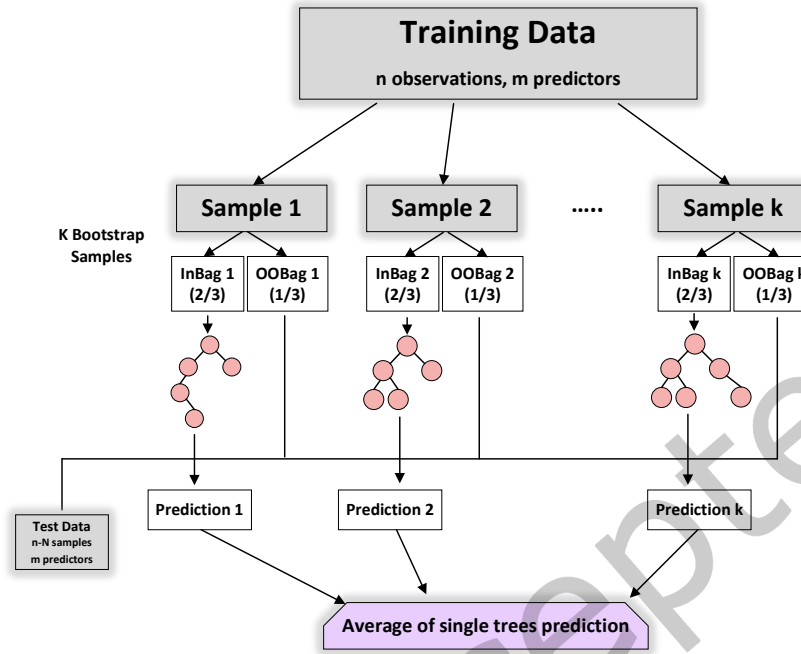 Training Data
n observations, m predictors
Sample 1
Sample 2
.....
Sample k
K Bootstrap
Samples
InBag 1
(2/3)
OOBag 1
(1/3)
InBag 2
(2/3)
OOBag 2
(1/3)
InBag k
(2/3)
OOBag k
(1/3)
Prediction 1
Prediction 2
Prediction k
Test Data
n-N samples
m predictors
Average of single trees prediction